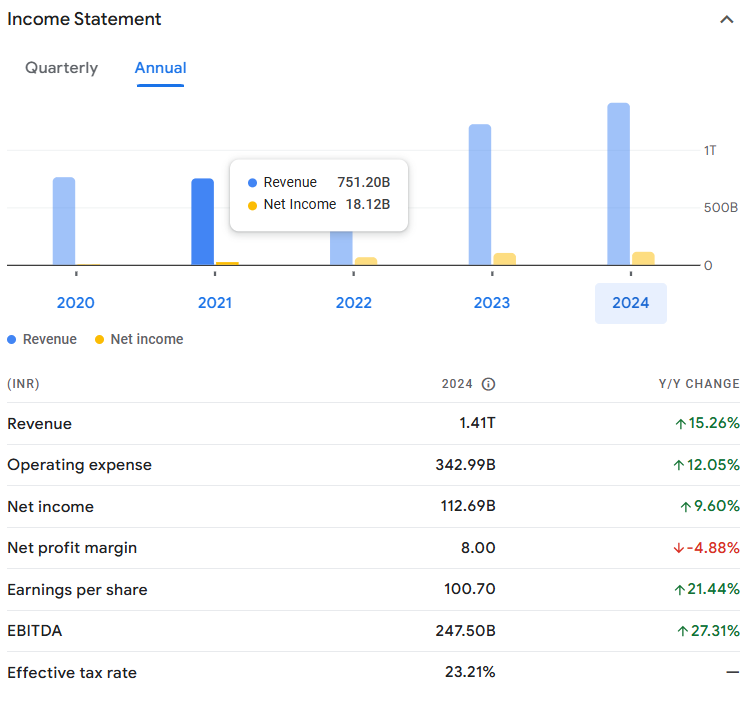 Income Statement
Quarterly Annual
1T
500B
0
Revenue 751.20B
Net Income 18.12B
2020 2021 2022 2023 2024
Revenue Net income
(INR) 2024 Y/Y CHANGE
Revenue 1.41T ↑15.26%
Operating expense 342.99B ↑12.05%
Net income 112.69B ↑9.60%
Net profit margin 8.00 ↓-4.88%
Earnings per share 100.70 ↑21.44%
EBITDA 247.50B ↑27.31%
Effective tax rate 23.21% —